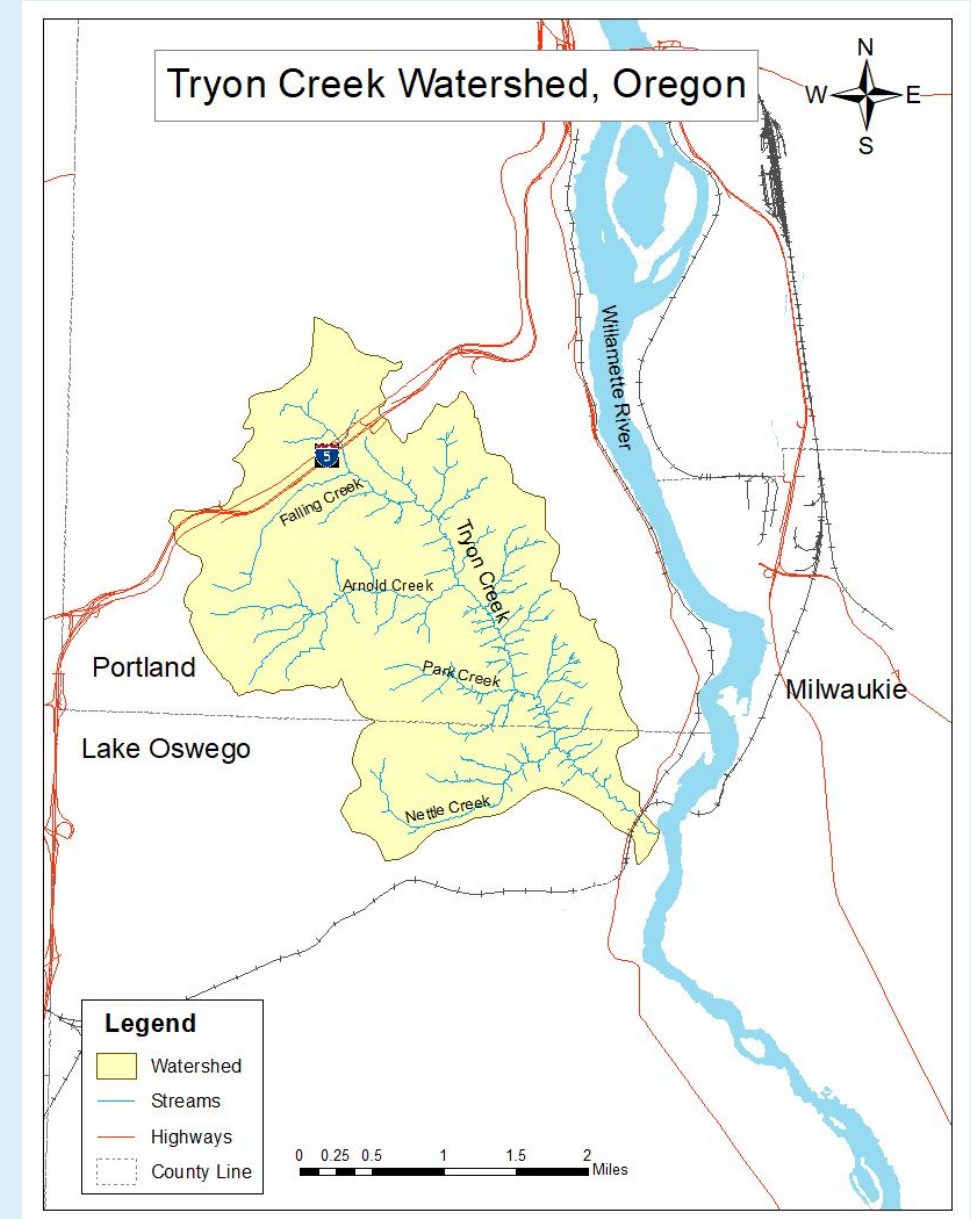 Tryon Creek Watershed, Oregon
N
W E
S
Willamette River
5
Falling Creek
Tryon Creek
Arnold Creek
Park Creek
Portland
Milwaukie
Lake Oswego
Nettle Creek
Legend
Watershed
Streams
Highways
County Line
0 0.25 0.5 1 1.5 2
Miles